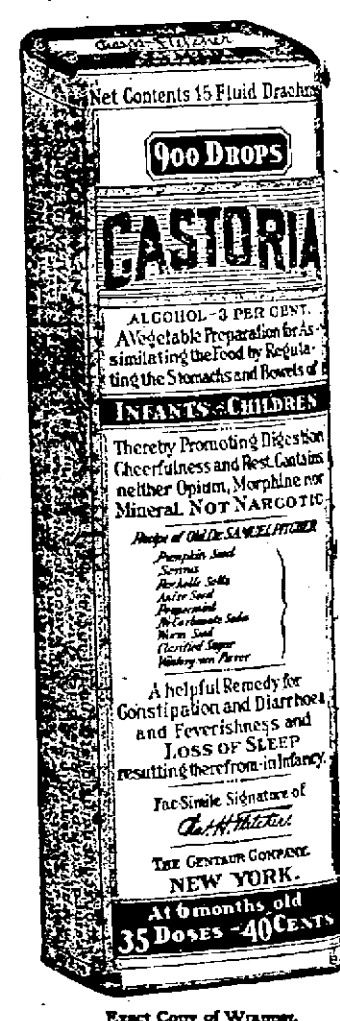 Net Contents 15 Fluid Drachms
900 DROPS
CASTORIA
ALCOHOL-3 PER CENT.
A Vegetable Preparation for As-
similating the Food by Regula-
ting the Stomachs and Bowels of
INFANTS CHILDREN
Thereby Promoting Digestion
Cheerfulness and Rest. Contains
neither Opium, Morphine nor
Mineral. NOT NARCOTIC
Recipe of Old Dr. SAMUEL PITCHER
Pumpkin Seed
Senna
Rochelle Salts
Anise Seed
Peppermint
Bi Carbonate Soda
Worm Seed
Clarified Sugar
Wintergreen Flavor
A helpful Remedy for
Constipation and Diarrhoea
and Feverishness and
LOSS OF SLEEP
resulting therefrom-in Infancy.
Fac-Simile Signature of
Chas. H. Fletcher.
THE CENTAUR COMPANY.
NEW YORK.
At 6 months old
35 DOSES - 40 CENTS
Exact Copy of Wrapper.